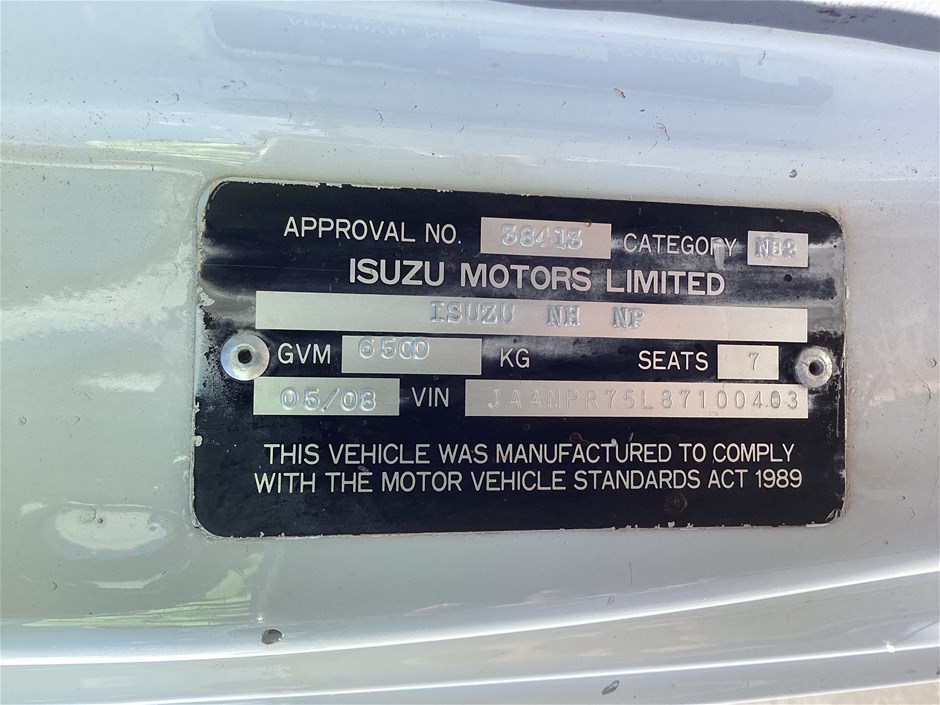 APPROVAL NO. 38413 CATEGORY NB2
ISUZU MOTORS LIMITED
ISUZU NH NP
GVM 6500 KG SEATS 7
05/08 VIN JAANPR75L87100403
THIS VEHICLE WAS MANUFACTURED TO COMPLY
WITH THE MOTOR VEHICLE STANDARDS ACT 1989